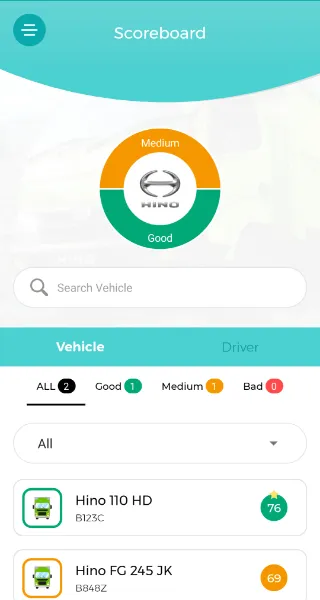 Scoreboard
Medium
HINO
Good
Search Vehicle
Vehicle Driver
ALL 2 Good 1 Medium 1 Bad 0
All
Hino 110 HD
B123C
76
Hino FG 245 JK
B848Z
69